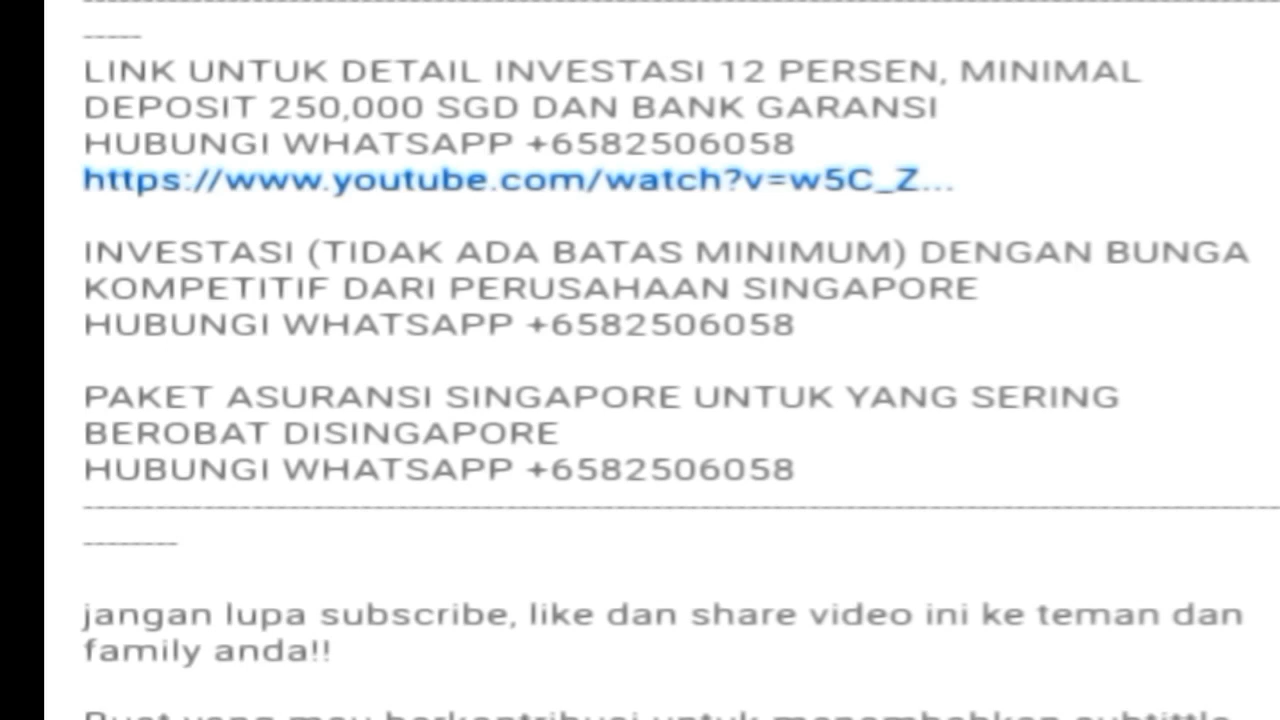 LINK UNTUK DETAIL INVESTASI 12 PERSEN, MINIMAL
DEPOSIT 250,000 SGD DAN BANK GARANSI
HUBUNGI WHATSAPP +6582506058
https://www.youtube.com/watch?v=w5C_Z...
INVESTASI (TIDAK ADA BATAS MINIMUM) DENGAN BUNGA
KOMPETITIF DARI PERUSAHAAN SINGAPORE
HUBUNGI WHATSAPP +6582506058
PAKET ASURANSI SINGAPORE UNTUK YANG SERING
BEROBAT DISINGAPORE
HUBUNGI WHATSAPP +6582506058
jangan lupa subscribe, like dan share video ini ke teman dan
family anda!!